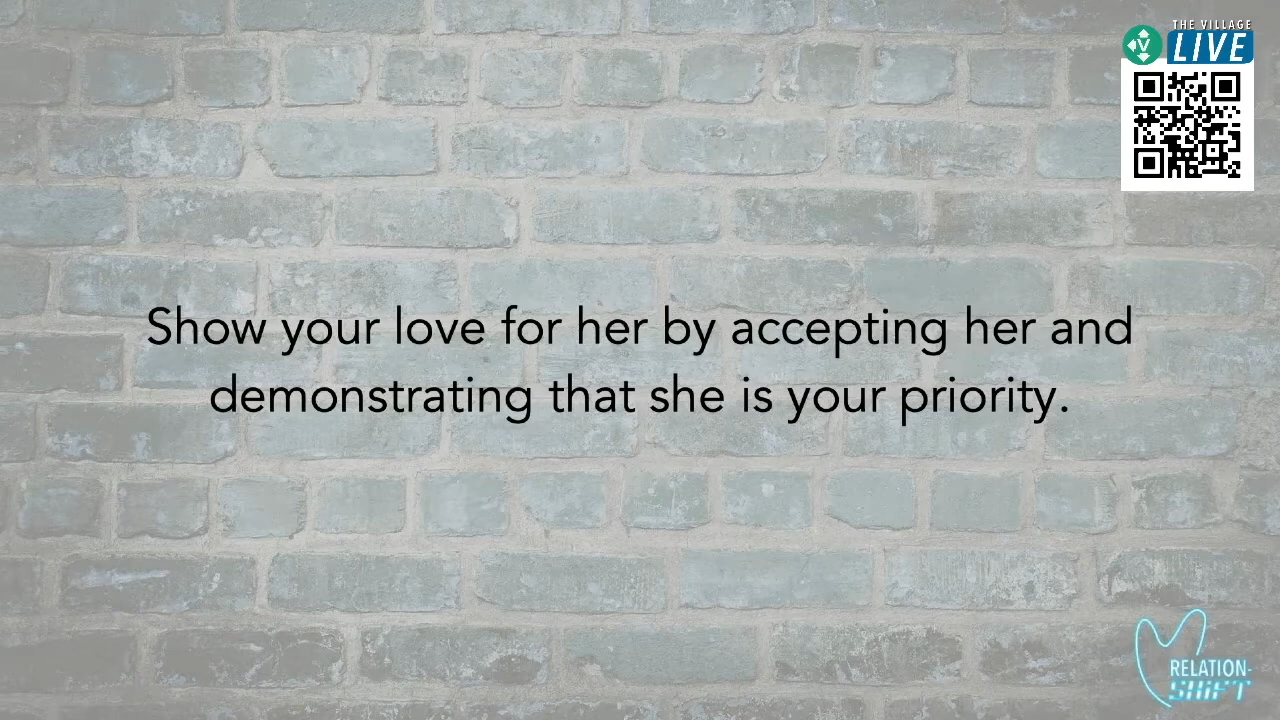 THE VILLAGE
V LIVE
Show your love for her by accepting her and
demonstrating that she is your priority.
RELATION-
SHIFT